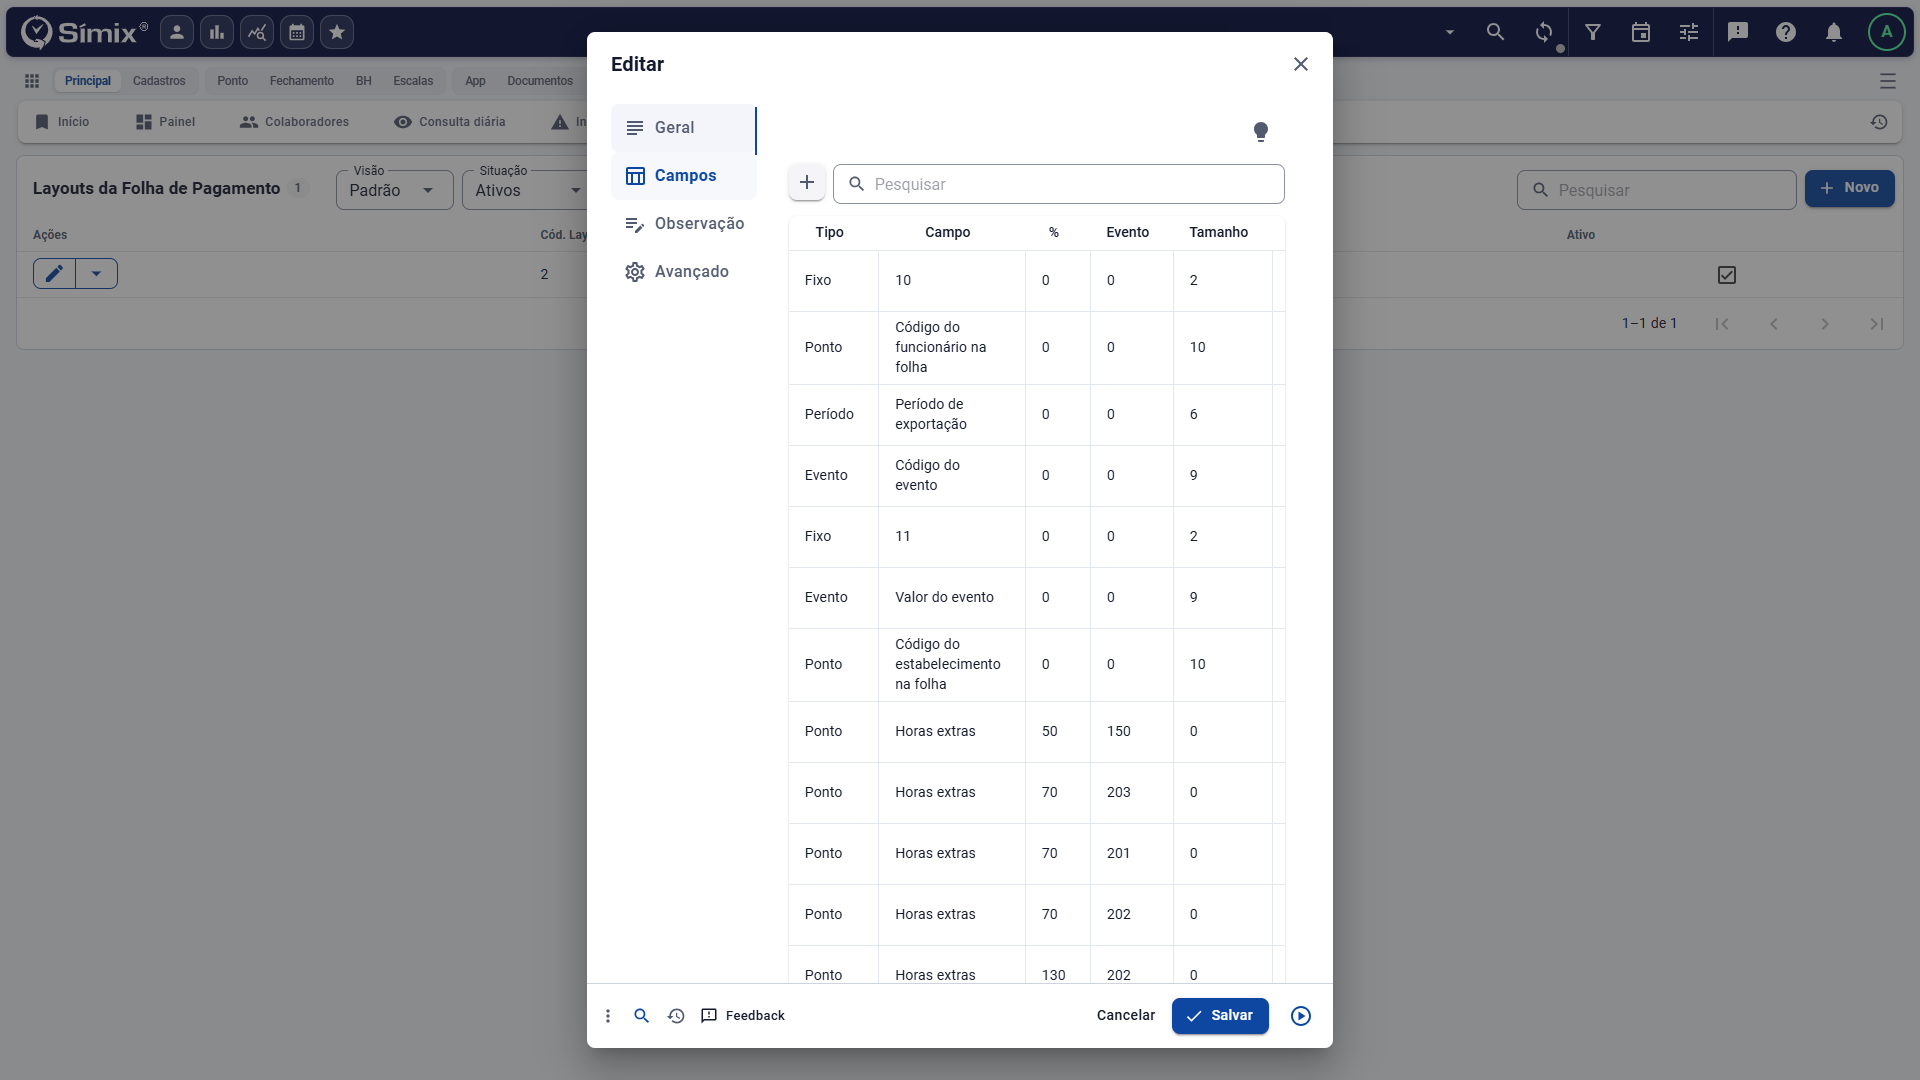 Símix®
A
Principal
Cadastros
Ponto
Fechamento
BH
Escalas
App
Documentos
Início
Painel
Colaboradores
Consulta diária
In
Layouts da Folha de Pagamento 1
Visão
Padrão
Situação
Ativos
Pesquisar
Novo
Ações
Cód. Lay
Ativo
2
1–1 de 1
Editar
Geral
Campos
Observação
Avançado
Pesquisar
Tipo Campo % Evento Tamanho
Fixo 10 0 0 2
Ponto Código do
funcionário na
folha 0 0 10
Período Período de
exportação 0 0 6
Evento Código do
evento 0 0 9
Fixo 11 0 0 2
Evento Valor do evento 0 0 9
Ponto Código do
estabelecimento
na folha 0 0 10
Ponto Horas extras 50 150 0
Ponto Horas extras 70 203 0
Ponto Horas extras 70 201 0
Ponto Horas extras 70 202 0
Ponto Horas extras 130 202 0
Feedback
Cancelar
Salvar